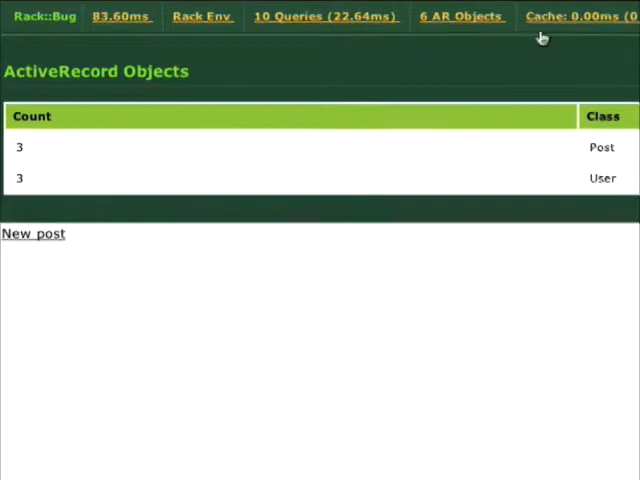 Rack::Bug 83.60ms Rack Env 10 Queries (22.64ms) 6 AR Objects Cache: 0.00ms (0
ActiveRecord Objects
Count Class
3 Post
3 User
New post